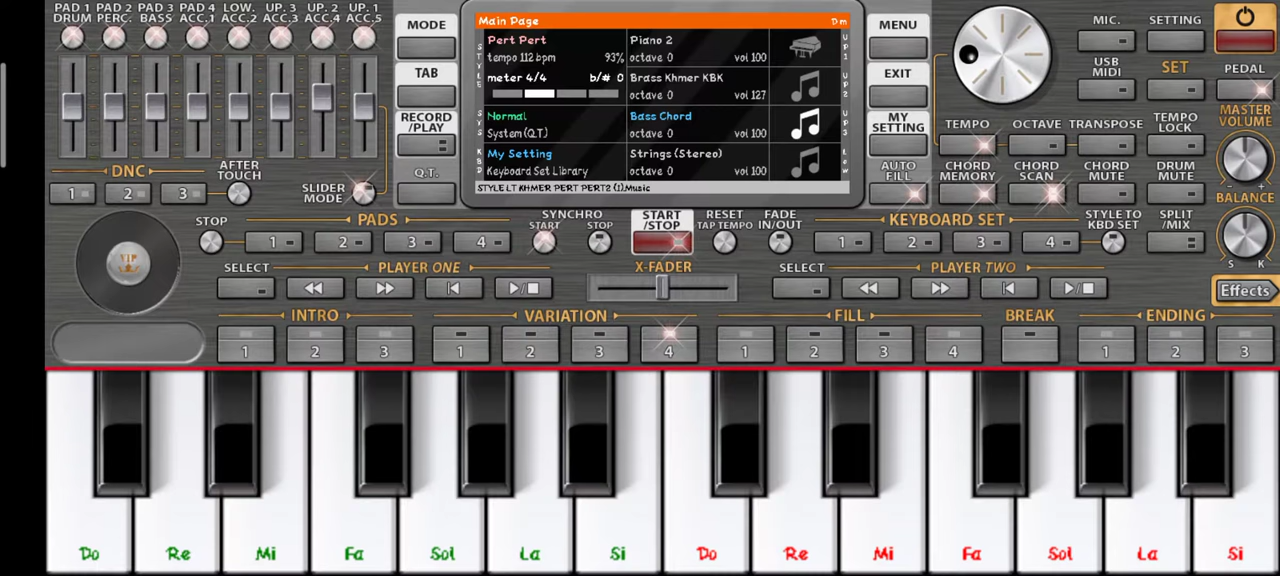 PAD 1 PAD 2 PAD 3 PAD 4 LOW. UP. 3 UP. 2 UP. 1
DRUM PERC. BASS ACC.1 ACC.2 ACC.3 ACC.4 ACC.5
DNC
1 2 3
AFTER
TOUCH
SLIDER
MODE
MODE
TAB
RECORD
/PLAY
Q.T.
Main Page Dm
STYLE
Pert Pert
tempo 112 bpm 93%
meter 4/4 b/# 0
SYS
Normal
System (Q.T)
KBD
My Setting
Keyboard Set Library
Piano 2
octave 0 vol 100
UP1
Brass Khmer KBK
octave 0 vol 127
UP2
Bass Chord
octave 0 vol 100
UP3
Strings (Stereo)
octave 0 vol 100
Low
STYLE LT KHMER PERT PERT2 (1).Music
MENU
EXIT
MY
SETTING
AUTO
FILL
MIC. SETTING
USB
MIDI
SET PEDAL
TEMPO OCTAVE TRANSPOSE TEMPO
LOCK
MASTER
VOLUME
- +
CHORD
MEMORY
CHORD
SCAN
CHORD
MUTE
DRUM
MUTE
BALANCE
S K
VIP
STOP PADS
1 2 3 4
SYNCHRO
START STOP
START
/STOP
RESET
TAP TEMPO
FADE
IN/OUT
KEYBOARD SET
1 2 3 4
STYLE TO
KBD SET
SPLIT
/MIX
SELECT PLAYER ONE
X-FADER
SELECT PLAYER TWO
Effects
INTRO VARIATION FILL BREAK ENDING
1 2 3 1 2 3 4 1 2 3 4 1 2 3
Do Re Mi Fa Sol La Si Do Re Mi Fa Sol La Si